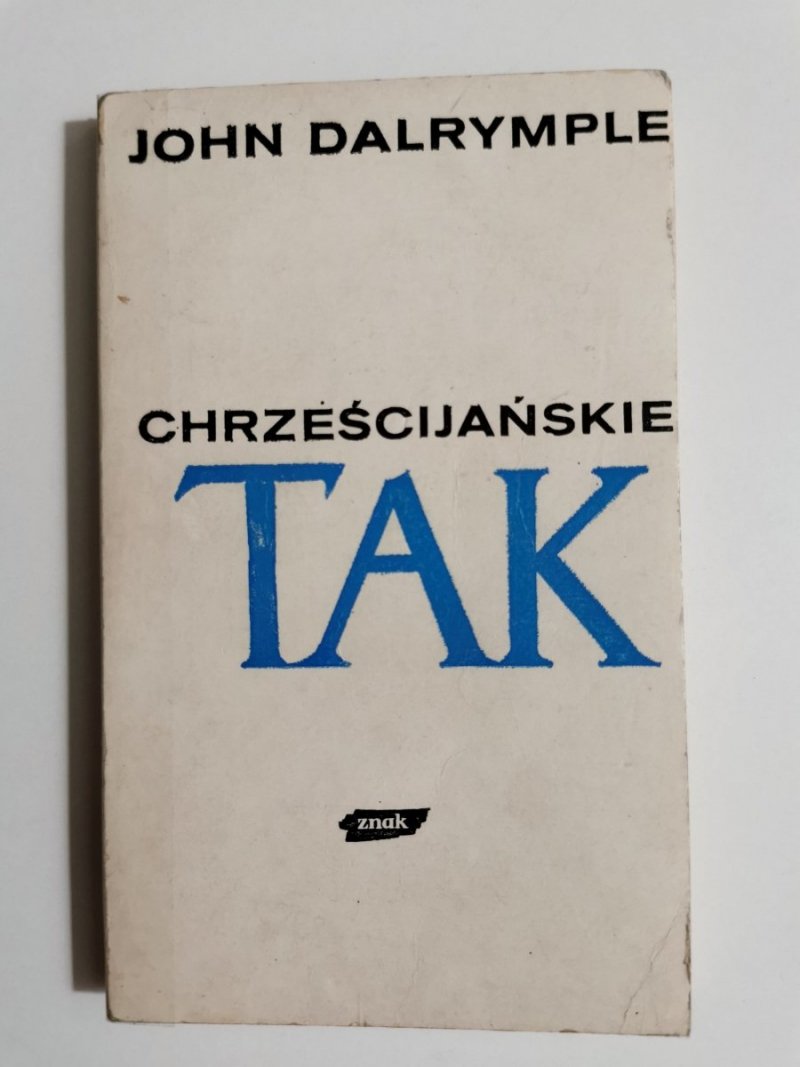 JOHN DALRYMPLE
CHRZEŚCIJAŃSKIE
TAK
znak